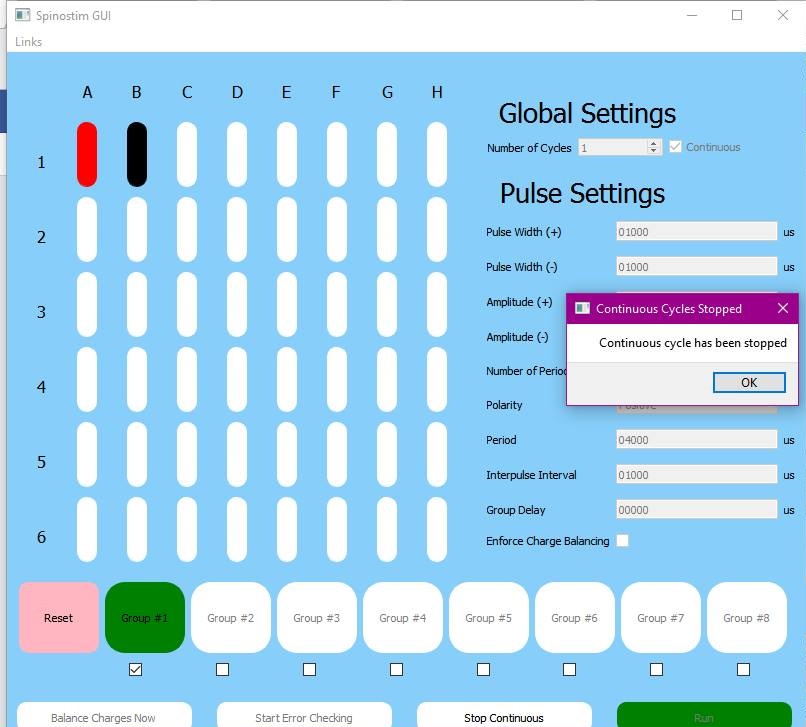 Spinostim GUI
Links
A B C D E F G H
1
2
3
4
5
6
Global Settings
Number of Cycles 1 Continuous
Pulse Settings
Pulse Width (+) 01000 us
Pulse Width (-) 01000 us
Amplitude (+)
Amplitude (-)
Number of Perio
Polarity
Period 04000 us
Interpulse Interval 01000 us
Group Delay 00000 us
Enforce Charge Balancing
Continuous Cycles Stopped
Continuous cycle has been stopped
OK
Reset Group #1 Group #2 Group #3 Group #4 Group #5 Group #6 Group #7 Group #8
Balance Charges Now Start Error Checking Stop Continuous Run